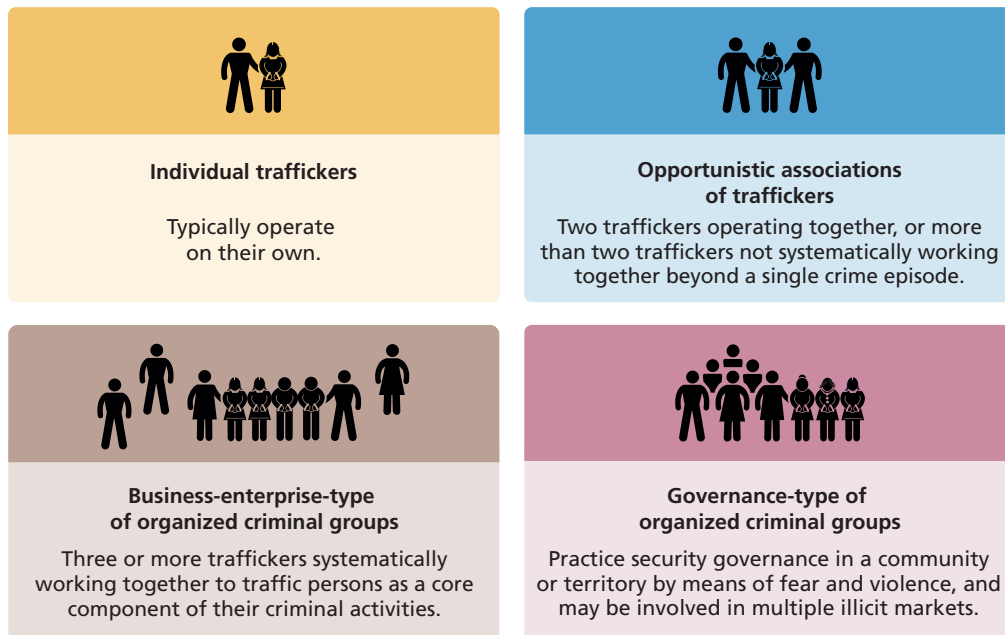 Individual traffickers
Typically operate
on their own.
Opportunistic associations
of traffickers
Two traffickers operating together, or more
than two traffickers not systematically working
together beyond a single crime episode.
Business-enterprise-type
of organized criminal groups
Three or more traffickers systematically
working together to traffic persons as a core
component of their criminal activities.
Governance-type of
organized criminal groups
Practice security governance in a community
or territory by means of fear and violence, and
may be involved in multiple illicit markets.